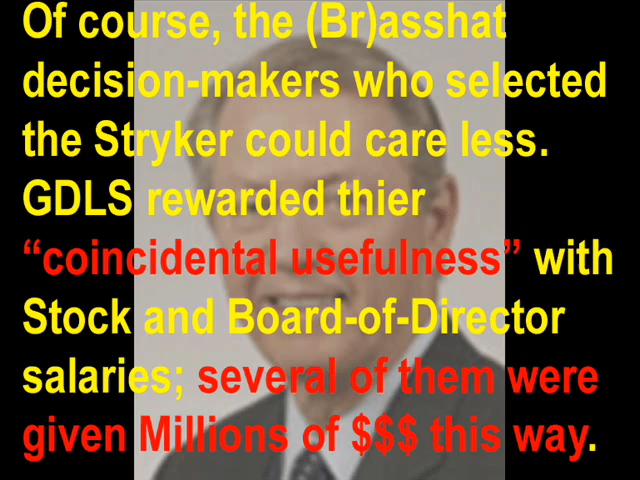 Of course, the (Br)asshat
decision-makers who selected
the Stryker could care less.
GDLS rewarded thier
“coincidental usefulness” with
Stock and Board-of-Director
salaries; several of them were
given Millions of $$$ this way.